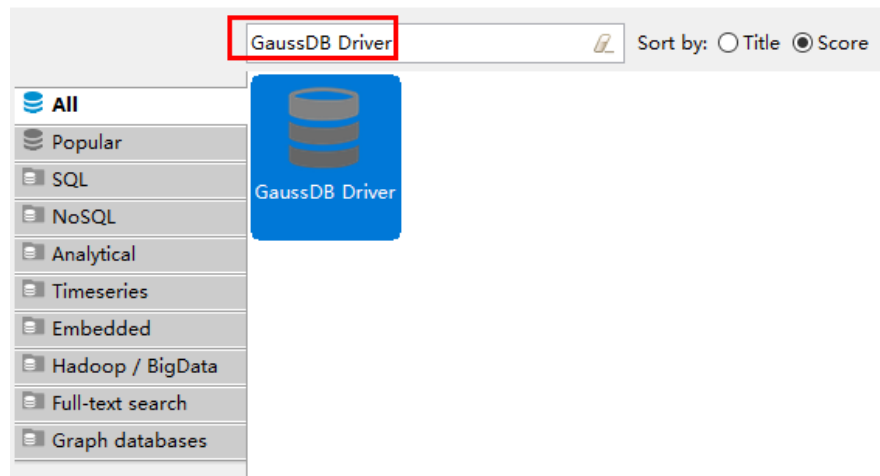 GaussDB Driver Sort by: Title Score
All
Popular
SQL
NoSQL
Analytical
Timeseries
Embedded
Hadoop / BigData
Full-text search
Graph databases
GaussDB Driver